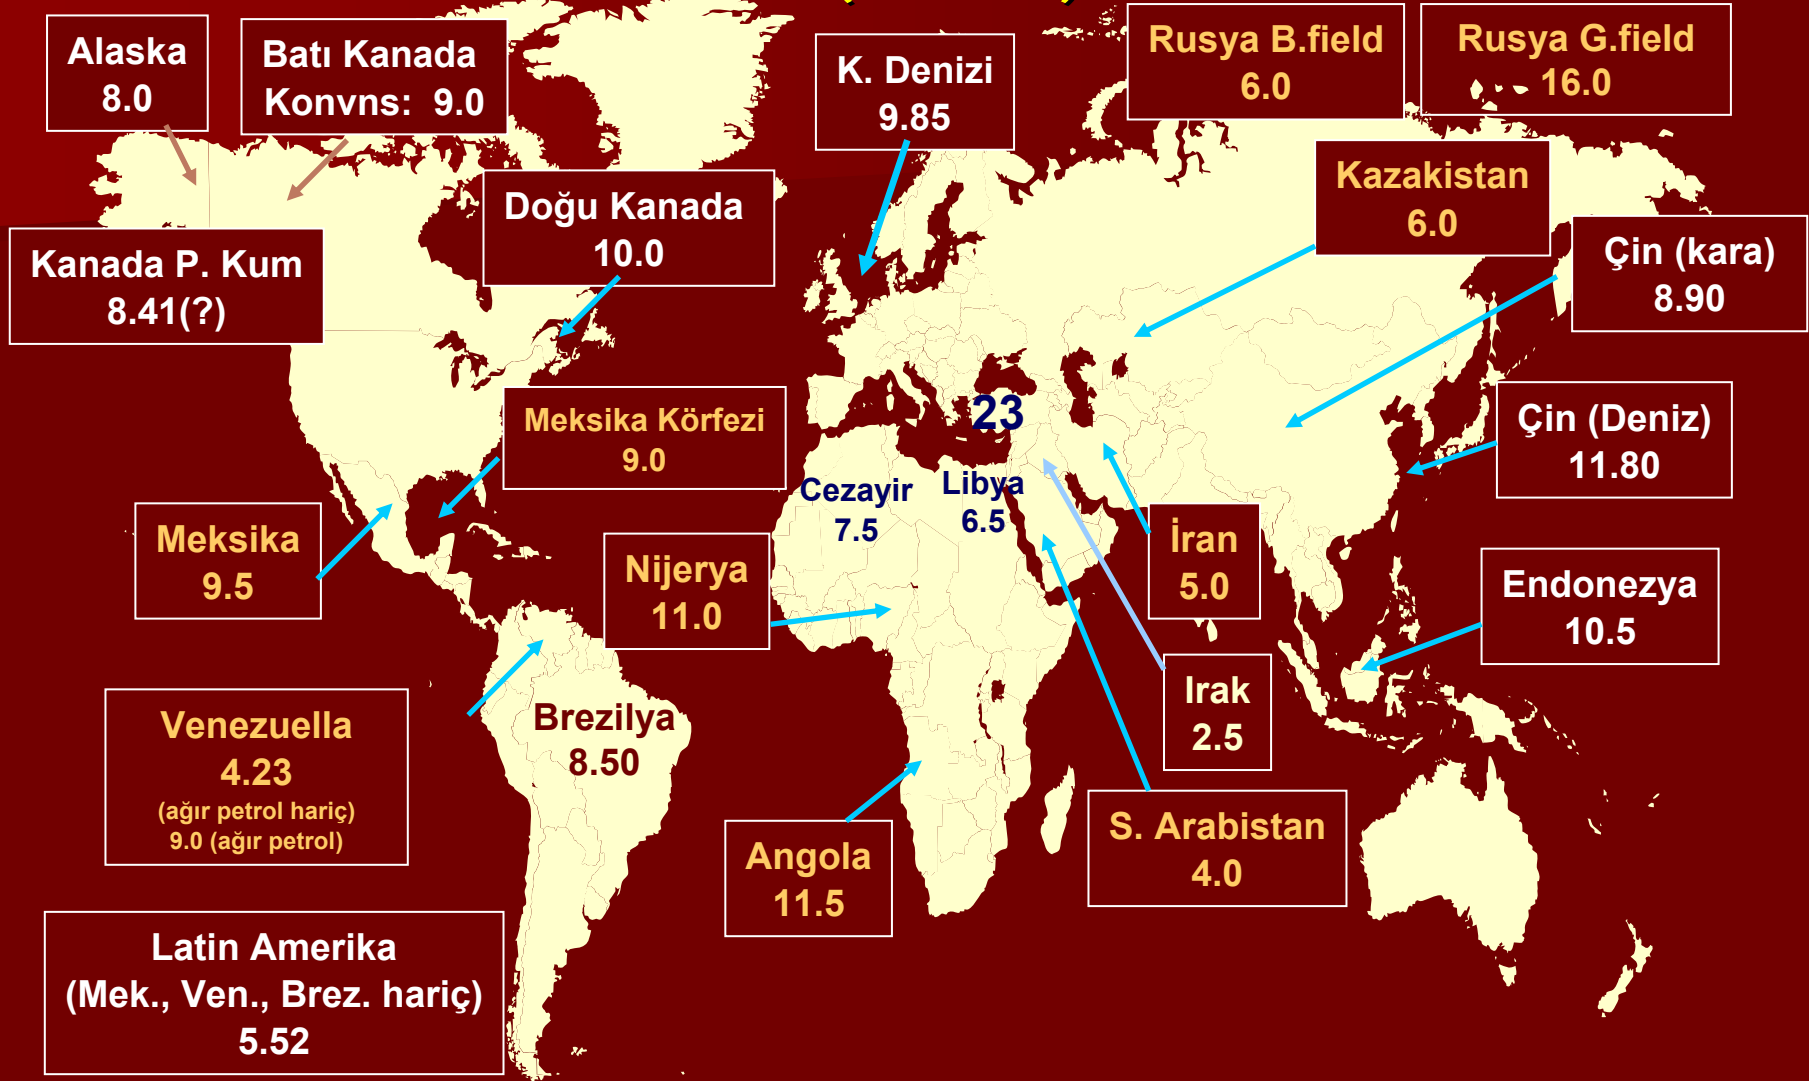 Alaska
8.0
Batı Kanada
Konvns: 9.0
K. Denizi
9.85
Rusya B.field
6.0
Rusya G.field
16.0
Kazakistan
6.0
Doğu Kanada
10.0
Çin (kara)
8.90
Kanada P. Kum
8.41(?)
Meksika Körfezi
9.0
23
Çin (Deniz)
11.80
Cezayir
7.5
Libya
6.5
Meksika
9.5
Nijerya
11.0
İran
5.0
Endonezya
10.5
Irak
2.5
Venezuella
4.23
(ağır petrol hariç)
9.0 (ağır petrol)
Brezilya
8.50
S. Arabistan
4.0
Angola
11.5
Latin Amerika
(Mek., Ven., Brez. hariç)
5.52